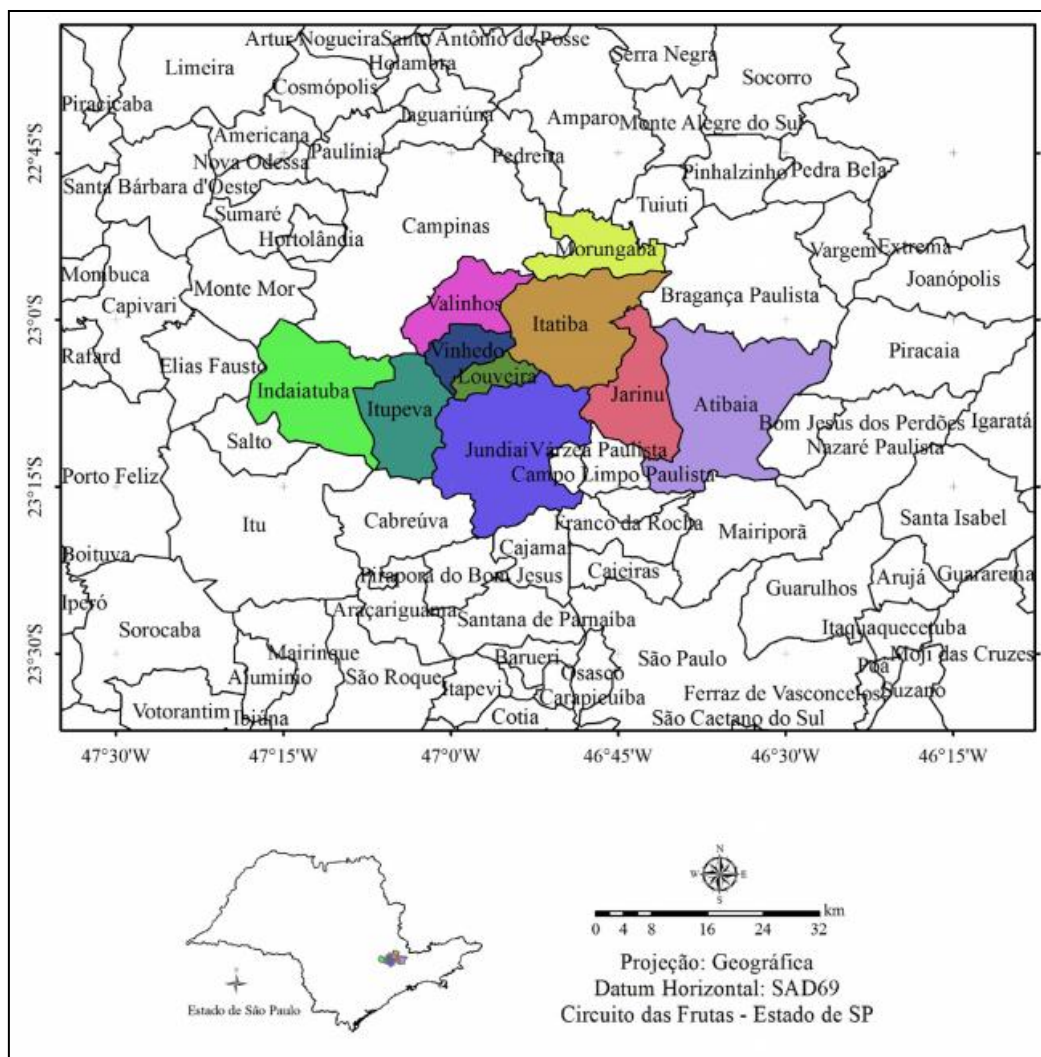 Artur Nogueira
Santo Antônio de Posse
Holambra
Serra Negra
Limeira
Socorro
Cosmópolis
Piracicaba
Jaguariúna
Amparo
Monte Alegre do Sul
Americana
Nova Odessa
Paulínia
Pedreira
Pinhalzinho
Pedra Bela
22°45'S
Santa Bárbara d'Oeste
Sumaré
Tuiuti
Hortolândia
Campinas
Morungaba
Vargem
Extrema
Mombuca
Monte Mor
Joanópolis
Capivari
Valinhos
Bragança Paulista
23°0'S
Itatiba
Vinhedo
Piracaia
Rafard
Elias Fausto
Louveira
Indaiatuba
Itupeva
Jarinu
Atibaia
Bom Jesus dos Perdões
Igaratá
Salto
Jundiaí
Várzea Paulista
Nazaré Paulista
Porto Feliz
Campo Limpo Paulista
23°15'S
Itu
Cabreúva
Franco da Rocha
Mairiporã
Santa Isabel
Boituva
Cajamar
Pirapora do Bom Jesus
Caieiras
Guarulhos
Arujá
Guararema
Iperó
Araçariguama
Santana de Parnaíba
Sorocaba
Itaquaquecetuba
23°30'S
Mairinque
Barueri
São Paulo
Poá
Moji das Cruzes
Alumínio
São Roque
Itapevi
Osasco
Carapicuíba
Ferraz de Vasconcelos
Suzano
Votorantim
Ibiúna
Cotia
São Caetano do Sul
47°30'W 47°15'W 47°0'W 46°45'W 46°30'W 46°15'W
N
W E
S
km
0 2 4 6 8 16 24 32
Projeção: Geográfica
Datum Horizontal: SAD69
Circuito das Frutas - Estado de SP
Estado de São Paulo